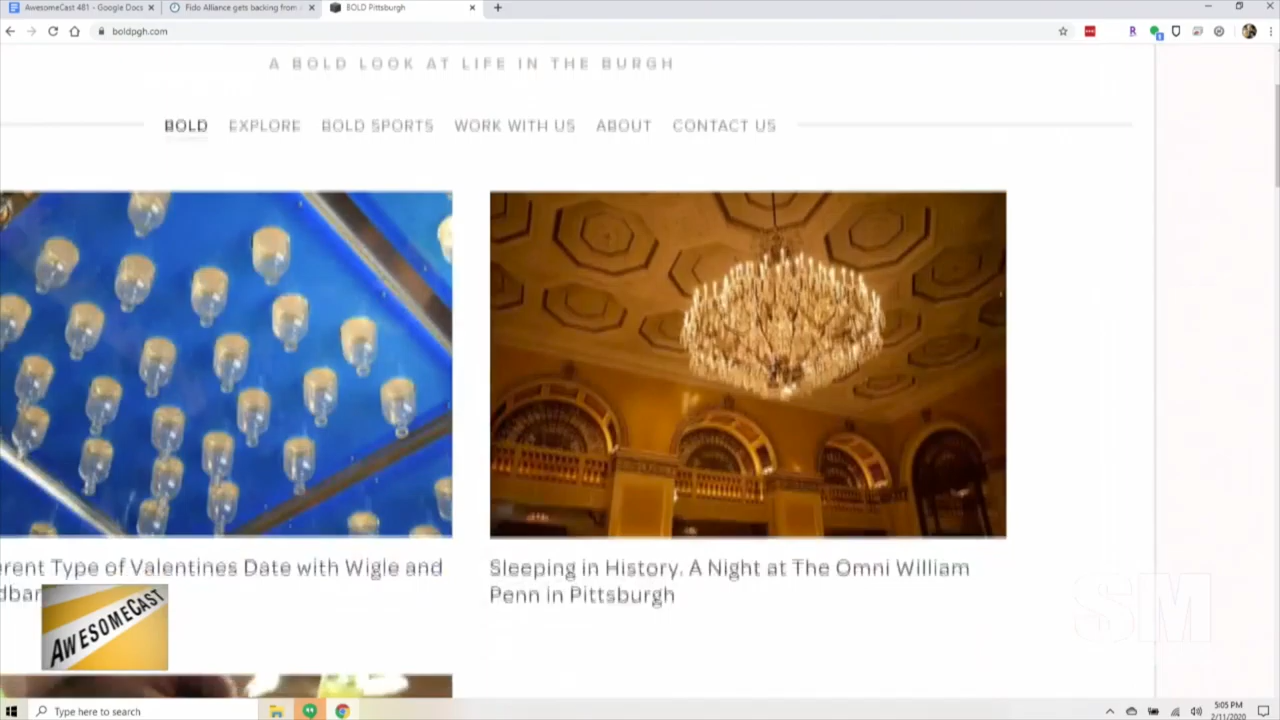 AwesomeCast 481 - Google Docs
Fido Alliance gets backing from
BOLD Pittsburgh
boldpgh.com
A BOLD LOOK AT LIFE IN THE BURGH
BOLD EXPLORE BOLD SPORTS WORK WITH US ABOUT CONTACT US
erent Type of Valentines Date with Wigle and
dbar
Sleeping in History, A Night at The Omni William
Penn in Pittsburgh
AWESOMECAST
SM
Type here to search
5:05 PM
2/11/2020